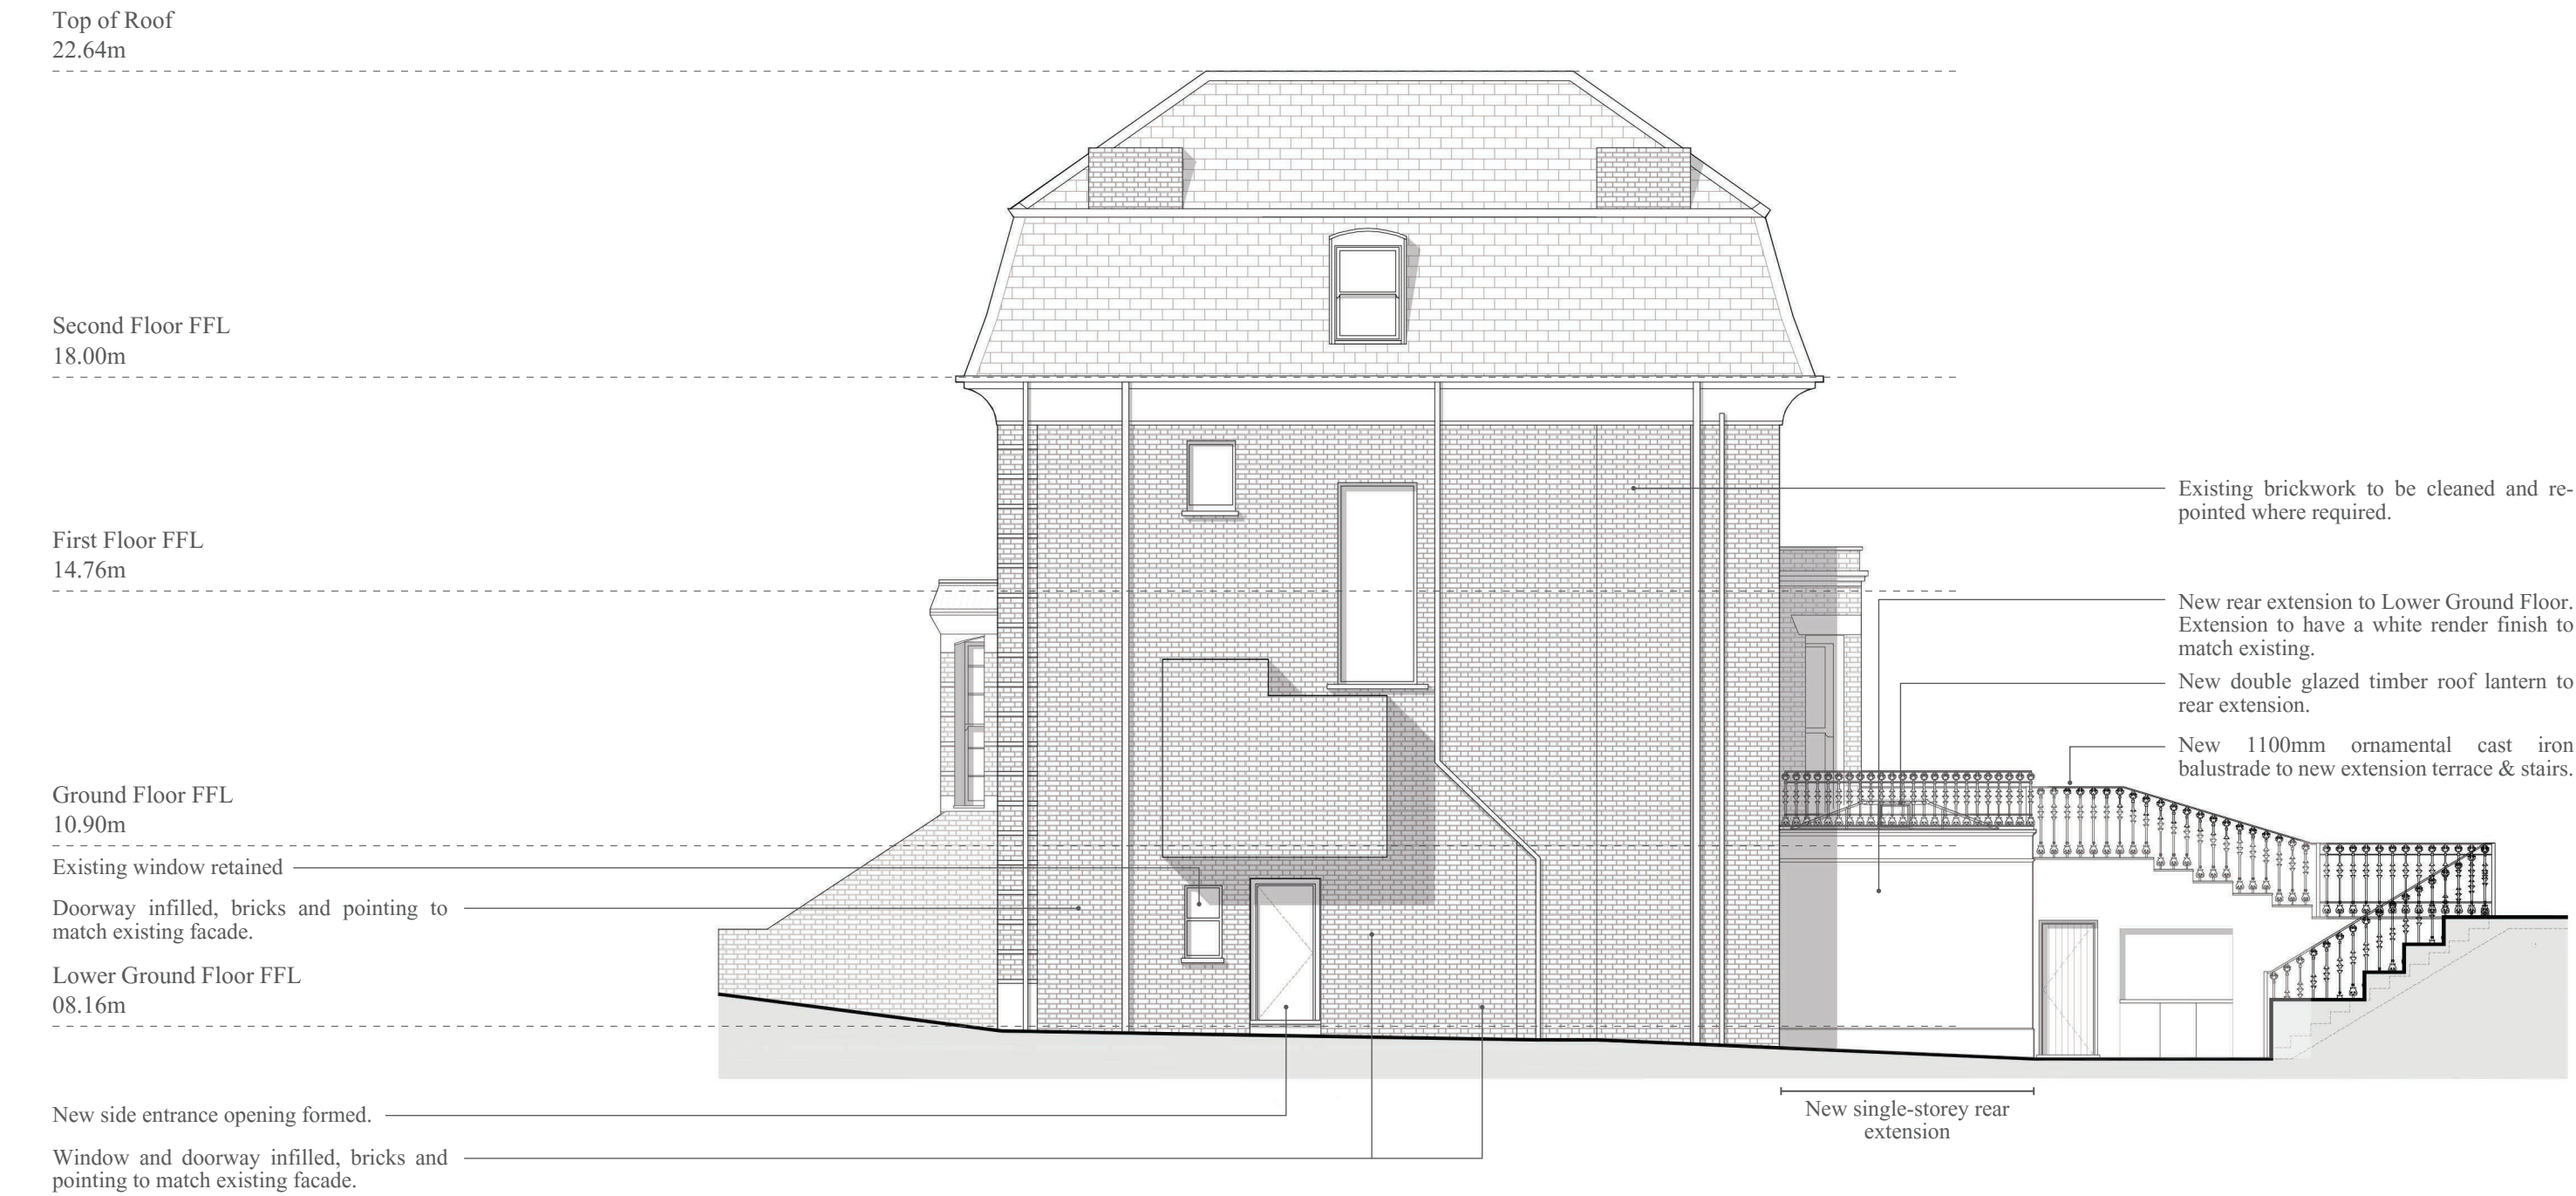 Top of Roof
22.64m
Second Floor FFL
18.00m
First Floor FFL
14.76m
Ground Floor FFL
10.90m
Existing window retained
Doorway infilled, bricks and pointing to
match existing facade.
Lower Ground Floor FFL
08.16m
New side entrance opening formed.
Window and doorway infilled, bricks and
pointing to match existing facade.
Existing brickwork to be cleaned and re-
pointed where required.
New rear extension to Lower Ground Floor.
Extension to have a white render finish to
match existing.
New double glazed timber roof lantern to
rear extension.
New 1100mm ornamental cast iron
balustrade to new extension terrace & stairs.
New single-storey rear
extension